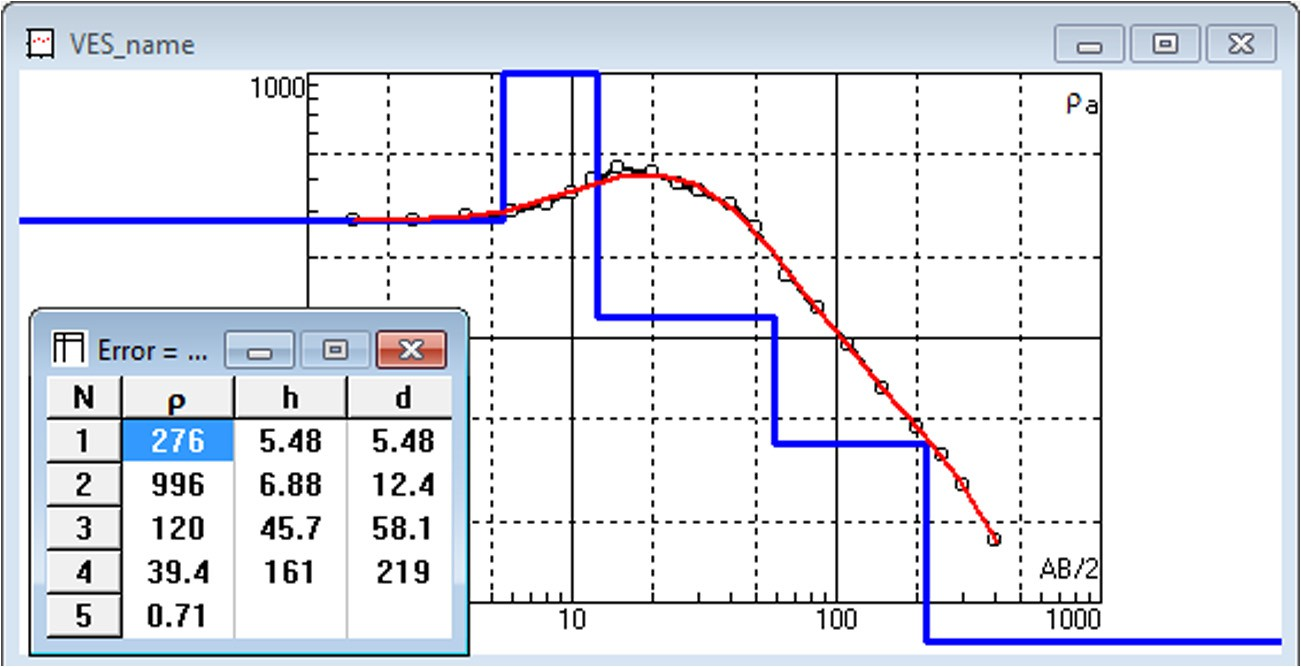 VES_name
1000
ρa
Error = ...
N ρ h d
1 276 5.48 5.48
2 996 6.88 12.4
3 120 45.7 58.1
4 39.4 161 219
5 0.71
AB/2
10 100 1000